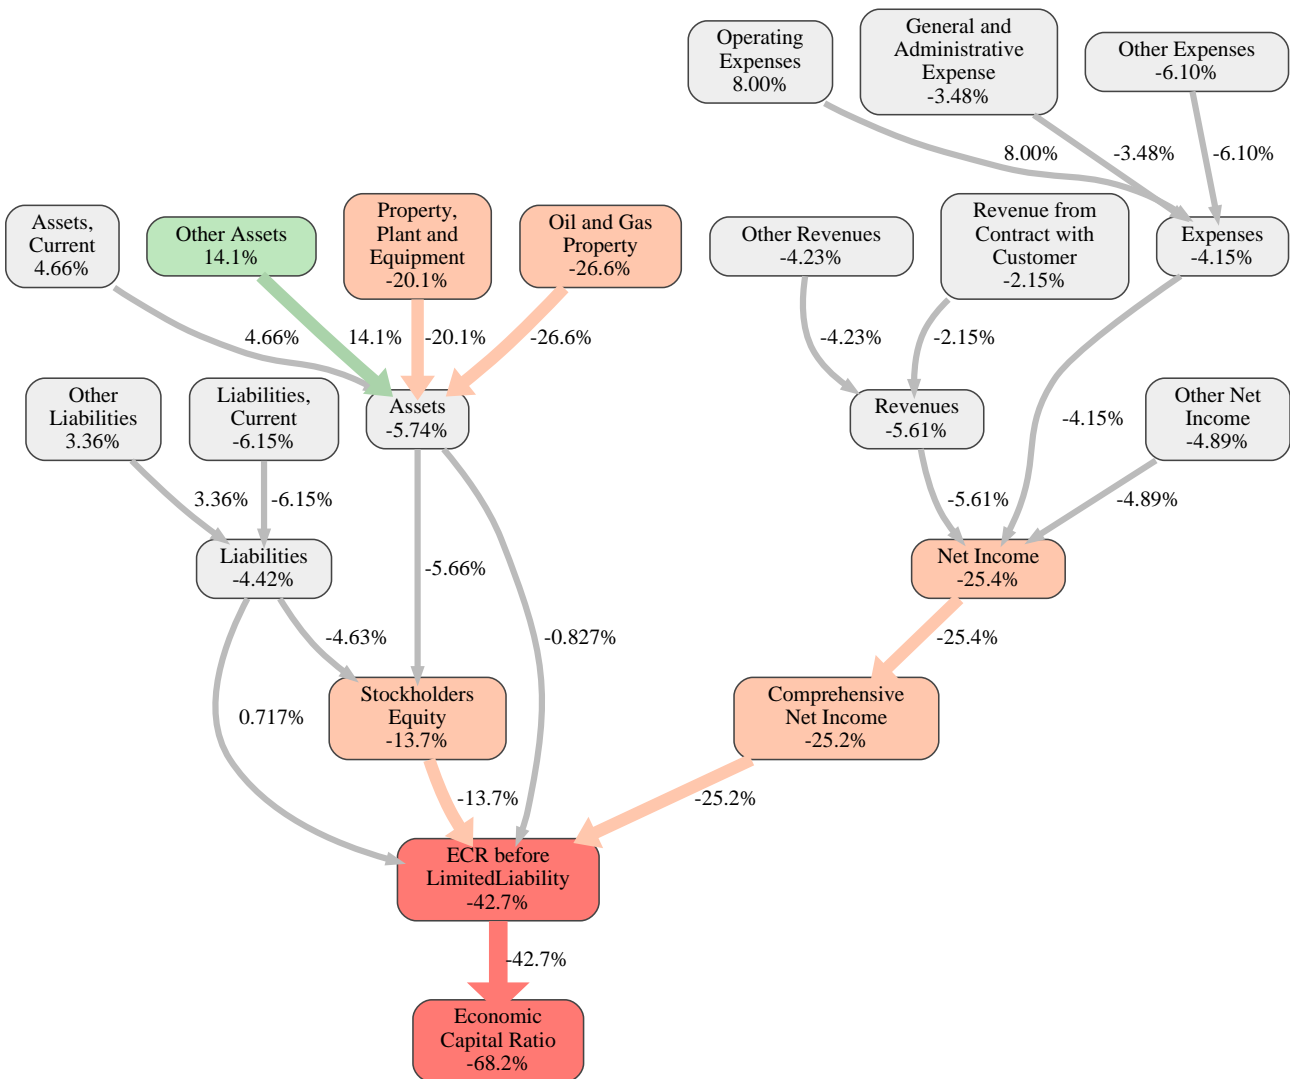 Operating
Expenses
8.00%
General and
Administrative
Expense
-3.48%
Other Expenses
-6.10%
8.00%
-3.48%
-6.10%
Assets,
Current
4.66%
Other Assets
14.1%
Property,
Plant and
Equipment
-20.1%
Oil and Gas
Property
-26.6%
Other Revenues
-4.23%
Revenue from
Contract with
Customer
-2.15%
Expenses
-4.15%
4.66%
14.1%
-20.1%
-26.6%
-4.23%
-2.15%
Other
Liabilities
3.36%
Liabilities,
Current
-6.15%
Assets
-5.74%
Revenues
-5.61%
-4.15%
Other Net
Income
-4.89%
3.36%
-6.15%
-5.61%
-4.89%
Liabilities
-4.42%
-5.66%
Net Income
-25.4%
-4.63%
-0.827%
-25.4%
0.717%
Stockholders
Equity
-13.7%
Comprehensive
Net Income
-25.2%
-13.7%
-25.2%
ECR before
LimitedLiability
-42.7%
-42.7%
Economic
Capital Ratio
-68.2%